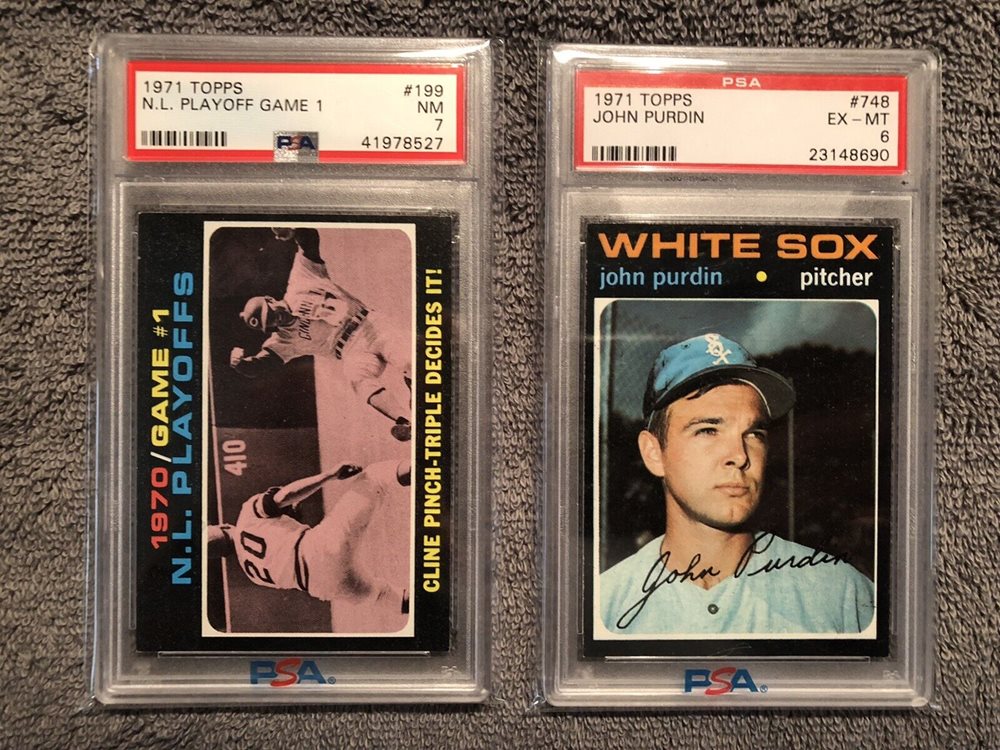 1971 TOPPS #199
N.L. PLAYOFF GAME 1 NM
7
PSA 41978527
1970/GAME #1
N.L. PLAYOFFS
CINCINN
410
20
CLINE PINCH-TRIPLE DECIDES IT!
PSA®
PSA
1971 TOPPS #748
JOHN PURDIN EX-MT
6
23148690
WHITE SOX
john purdin • pitcher
SOX
John Purdin
PSA®